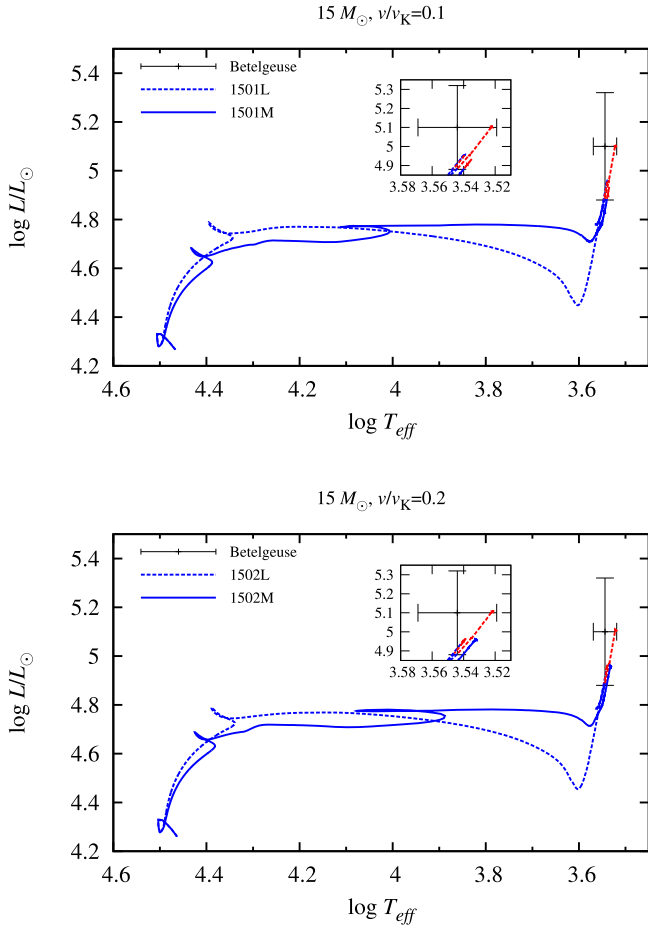 15 M☉, v/vK=0.1
5.4
5.2
5
4.8
4.6
4.4
4.2
log L/L☉
Betelgeuse
1501L
1501M
5.3
5.2
5.1
5
4.9
3.58 3.56 3.54 3.52
4.6 4.4 4.2 4 3.8 3.6
log Teff
15 M☉, v/vK=0.2
5.4
5.2
5
4.8
4.6
4.4
4.2
log L/L☉
Betelgeuse
1502L
1502M
5.3
5.2
5.1
5
4.9
3.58 3.56 3.54 3.52
4.6 4.4 4.2 4 3.8 3.6
log Teff